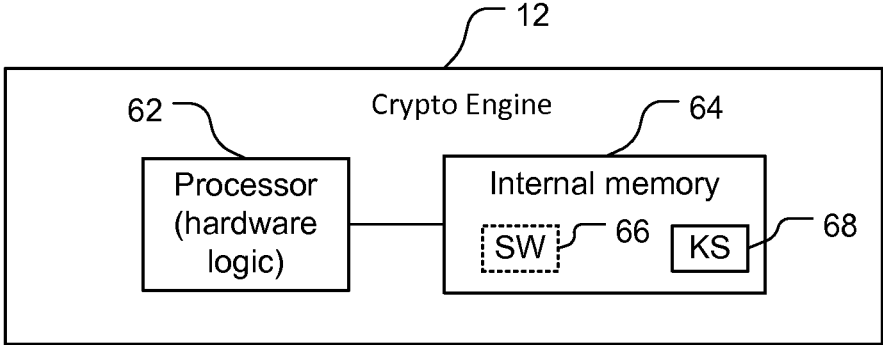 12
Crypto Engine
62
64
Processor
(hardware
logic)
Internal memory
SW
66
KS
68